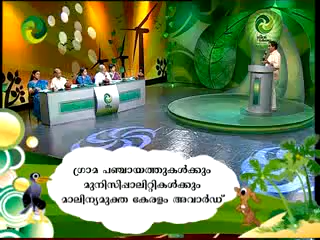 ഗ്രാമ പഞ്ചായത്തുകൾക്കും
മുനിസിപ്പാലിറ്റികൾക്കും
മാലിന്യമുക്ത കേരളം അവാർഡ്